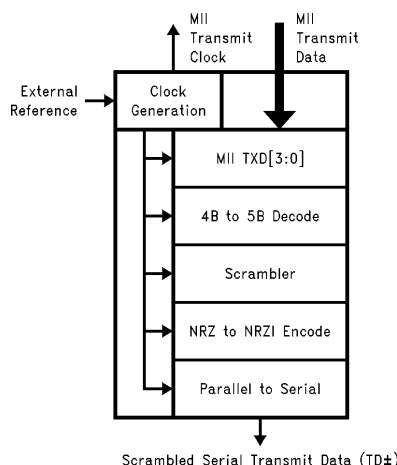 MII
Transmit
Clock
MII
Transmit
Data
External
Reference
Clock
Generation
MII TXD[3:0]
4B to 5B Decode
Scrambler
NRZ to NRZI Encode
Parallel to Serial
Scrambled Serial Transmit Data (TD±)